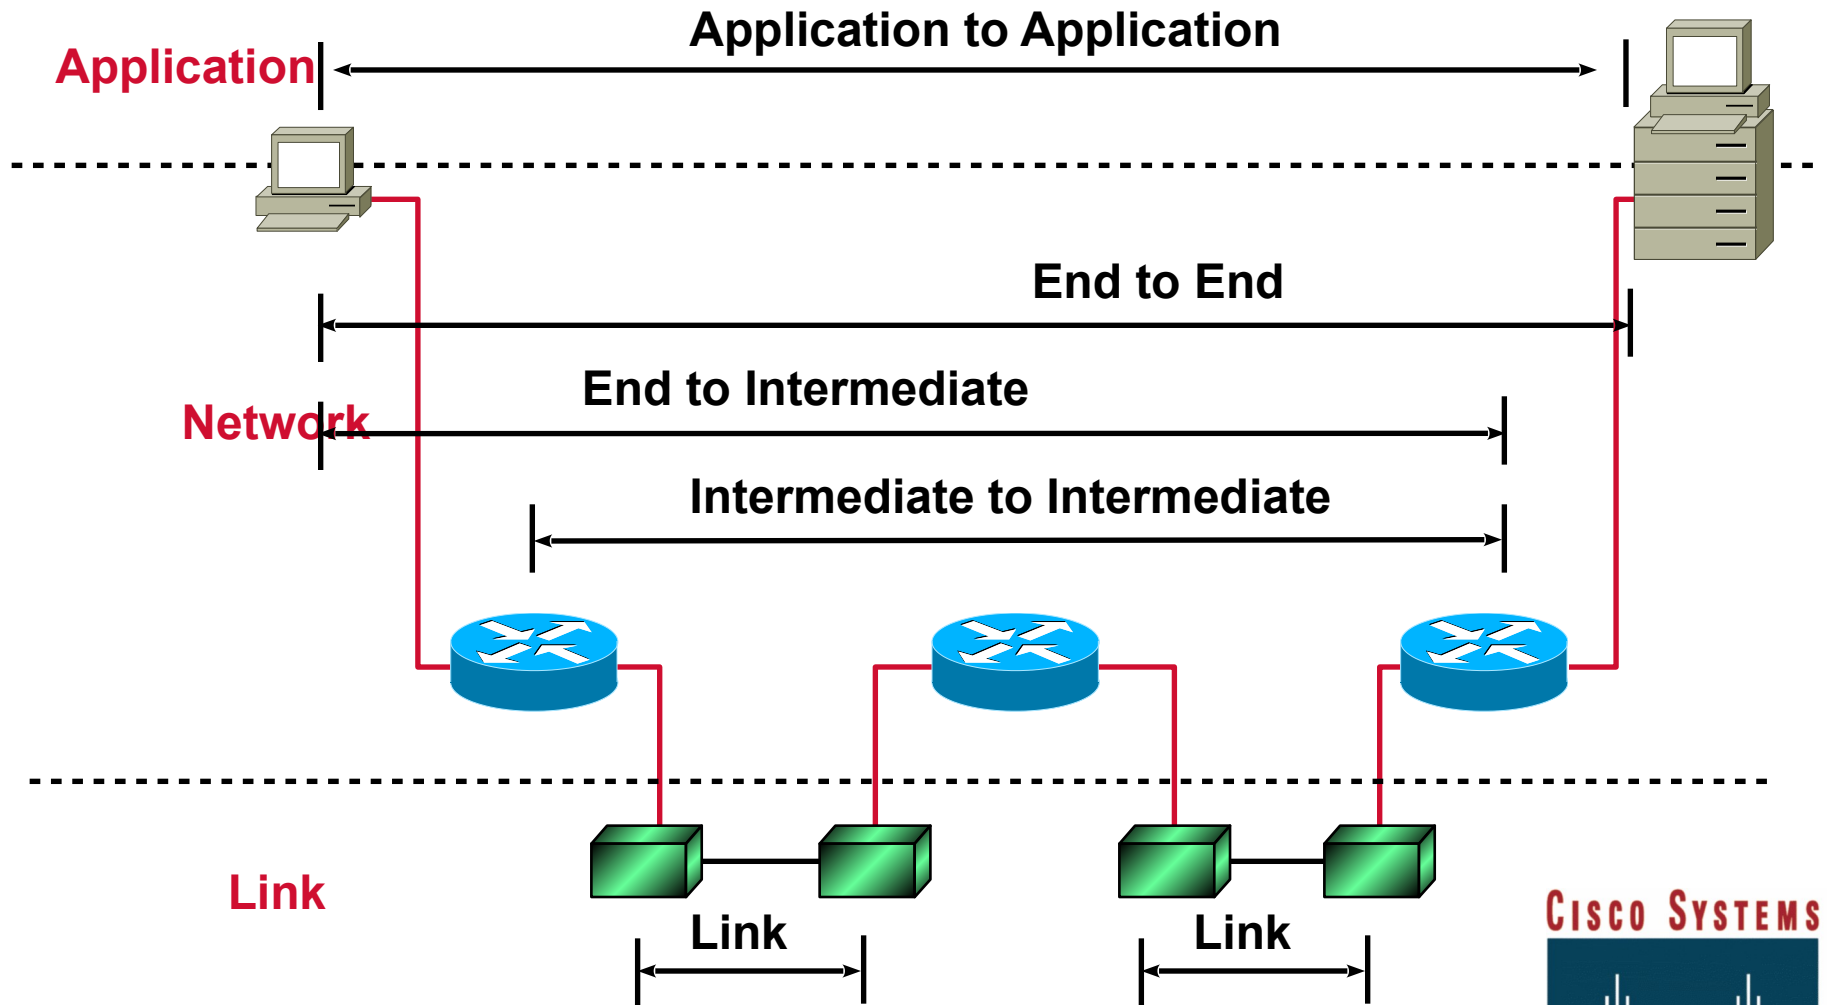 Application to Application
Application
End to End
End to Intermediate
Network
Intermediate to Intermediate
Link
Link
Link
CISCO SYSTEMS